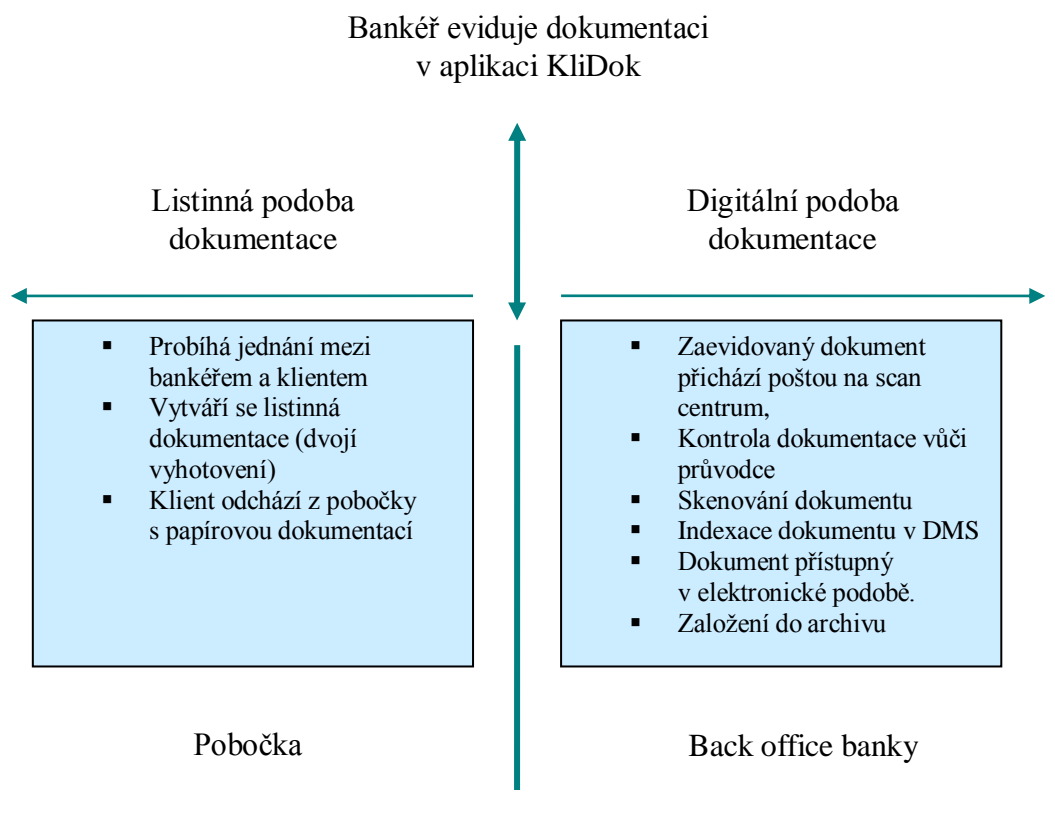 Bankéř eviduje dokumentaci
v aplikaci KliDok
Listinná podoba
dokumentace
Digitální podoba
dokumentace
▪ Probíhá jednání mezi
bankéřem a klientem
▪ Vytváří se listinná
dokumentace (dvojí
vyhotovení)
▪ Klient odchází z pobočky
s papírovou dokumentací
▪ Zaevidovaný dokument
přichází poštou na scan
centrum,
▪ Kontrola dokumentace vůči
průvodce
▪ Skenování dokumentu
▪ Indexace dokumentu v DMS
▪ Dokument přístupný
v elektronické podobě.
▪ Založení do archivu
Pobočka
Back office banky